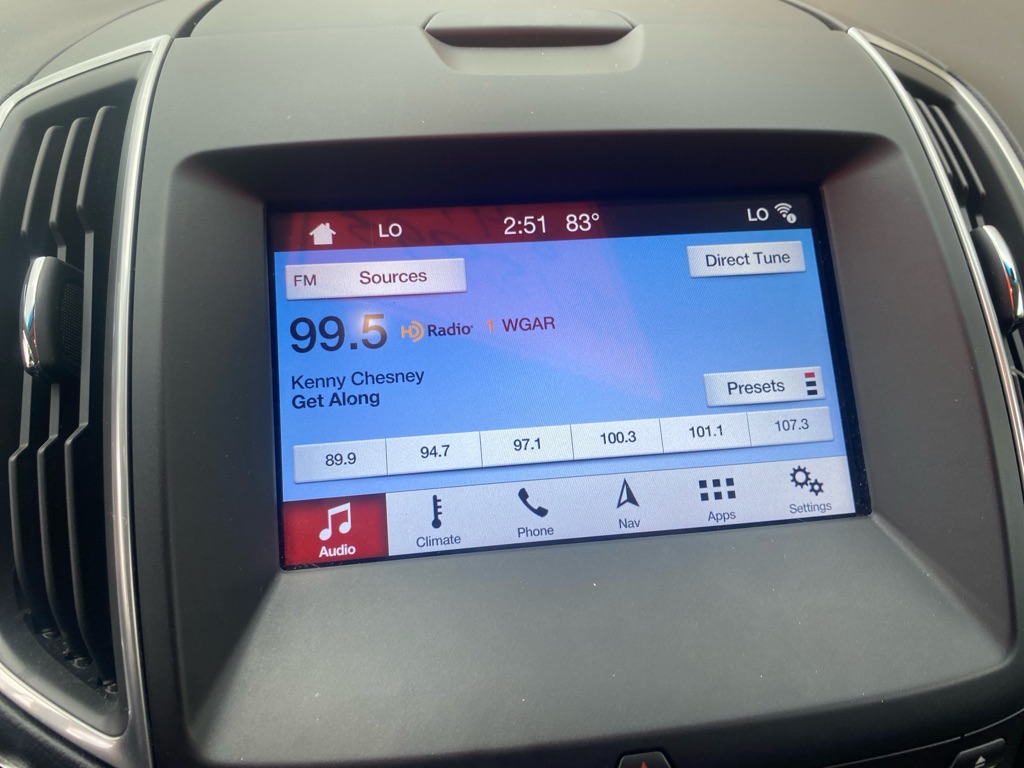 LO 2:51 83° LO
FM Sources Direct Tune
99.5 HD Radio 1 WGAR
Kenny Chesney
Get Along
Presets
89.9 94.7 97.1 100.3 101.1 107.3
Audio Climate Phone Nav Apps Settings